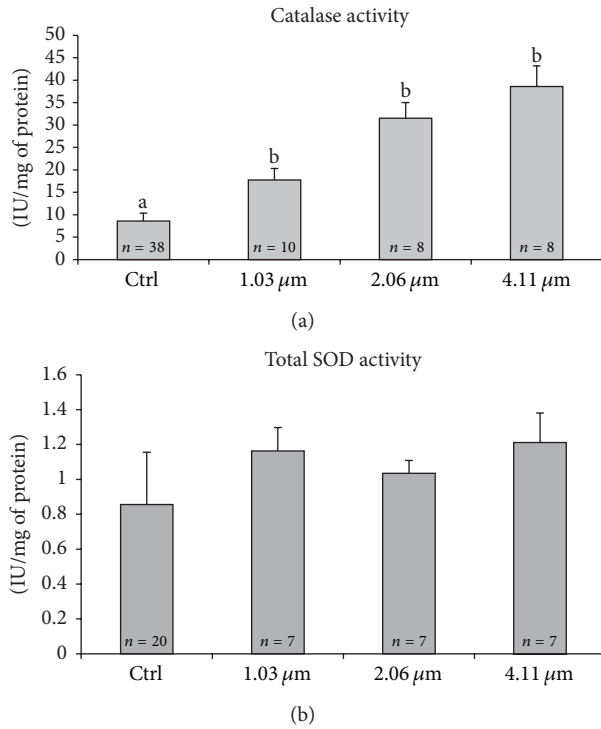 Catalase activity
(IU/mg of protein)
50
45
40
35
30
25
20
15
10
5
0
a
b
b
b
n = 38
n = 10
n = 8
n = 8
Ctrl
1.03 μm
2.06 μm
4.11 μm
(a)
Total SOD activity
(IU/mg of protein)
1.6
1.4
1.2
1
0.8
0.6
0.4
0.2
0
n = 20
n = 7
n = 7
n = 7
Ctrl
1.03 μm
2.06 μm
4.11 μm
(b)